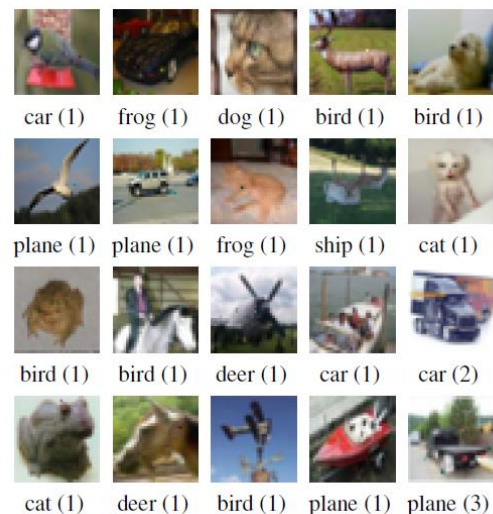 car (1) frog (1) dog (1) bird (1) bird (1)
plane (1) plane (1) frog (1) ship (1) cat (1)
bird (1) bird (1) deer (1) car (1) car (2)
cat (1) deer (1) bird (1) plane (1) plane (3)